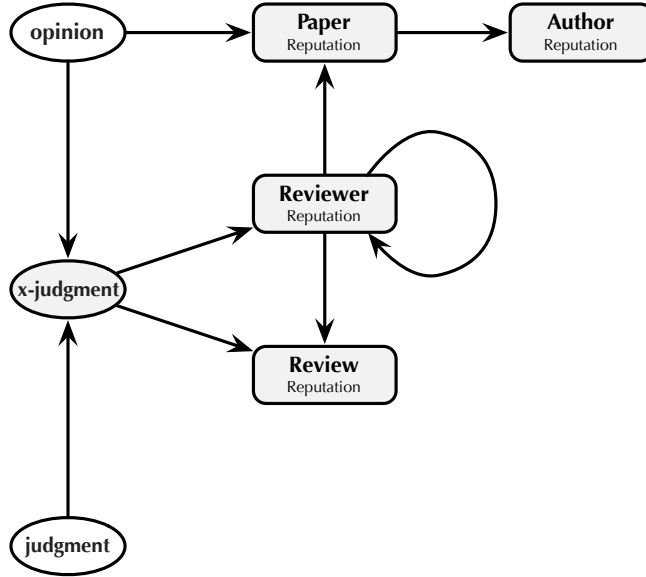 opinion
Paper
Reputation
Author
Reputation
Reviewer
Reputation
x-judgment
Review
Reputation
judgment